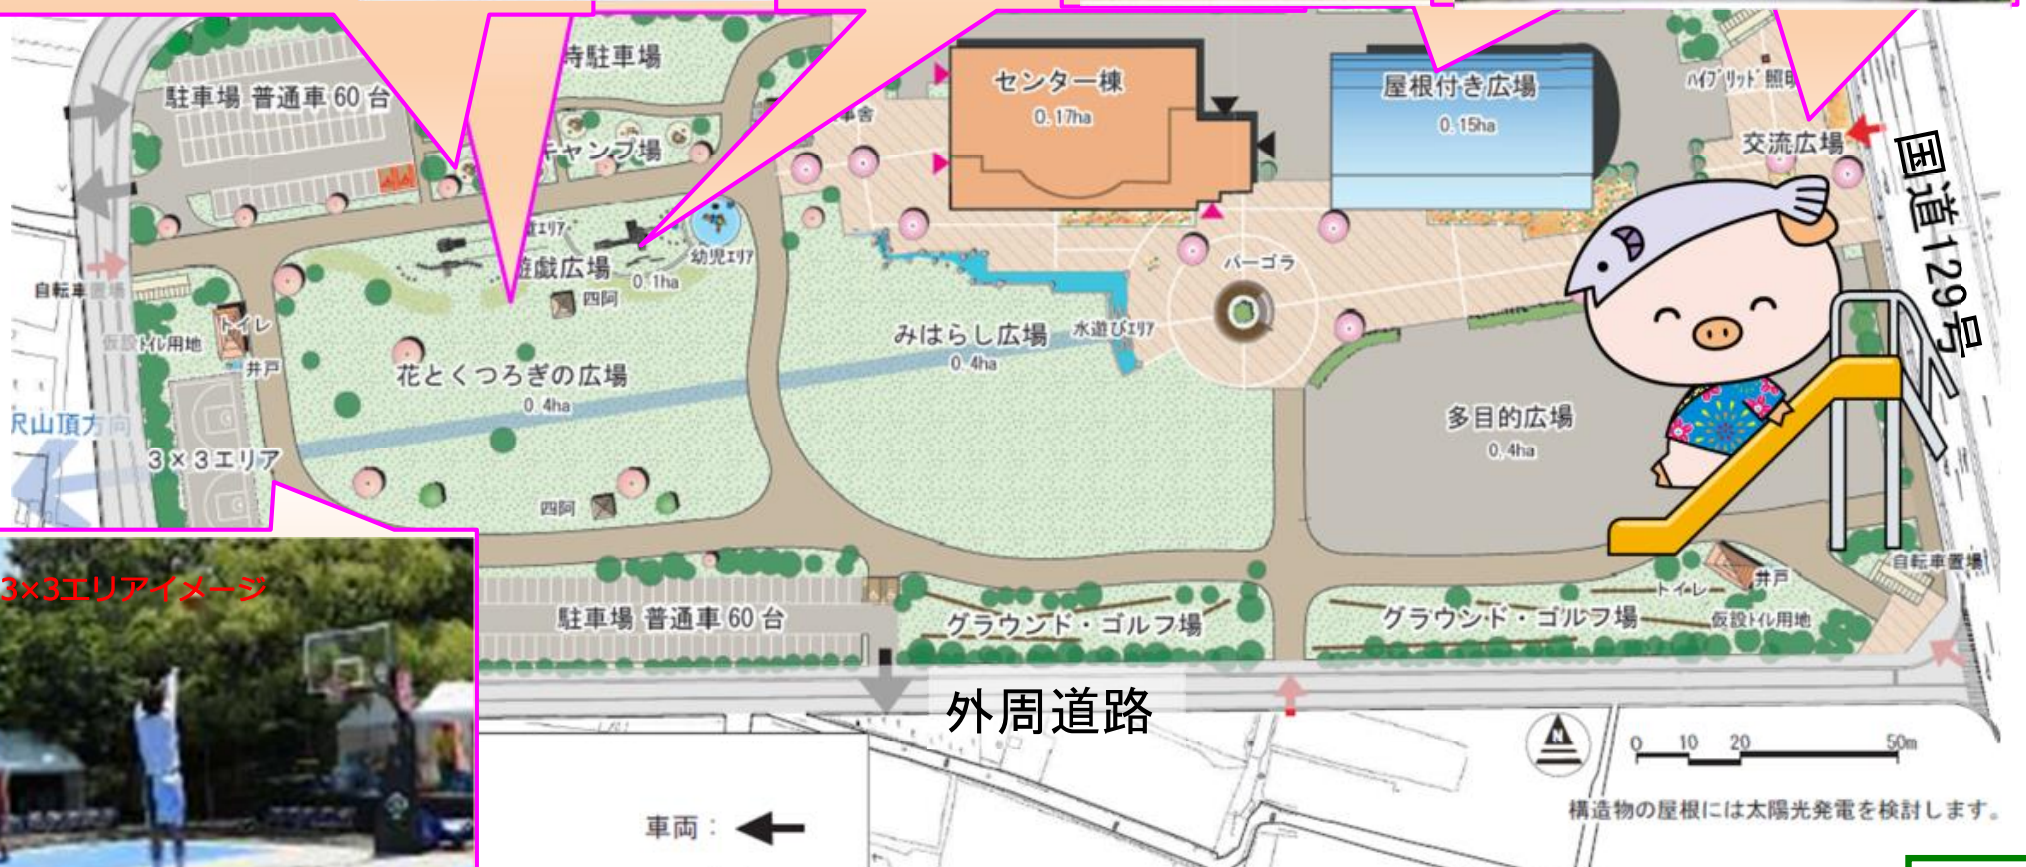 時駐車場
駐車場 普通車 60 台
キャンプ場
センター棟
0.17ha
屋根付き広場
0.15ha
ハイブリッド照明
交流広場
国道129号
幼児エリア
遊戯広場
0.1ha
四阿
自転車置場
トイレ
仮設トイレ用地
井戸
パーゴラ
みはらし広場
0.4ha
水遊びエリア
花とくつろぎの広場
0.4ha
沢山頂方向
3×3エリア
多目的広場
0.4ha
四阿
3×3エリアイメージ
駐車場 普通車 60 台
グラウンド・ゴルフ場
グラウンド・ゴルフ場
トイレ
井戸
仮設トイレ用地
自転車置場
外周道路
N
0 10 20 50m
車両：
構造物の屋根には太陽光発電を検討します。